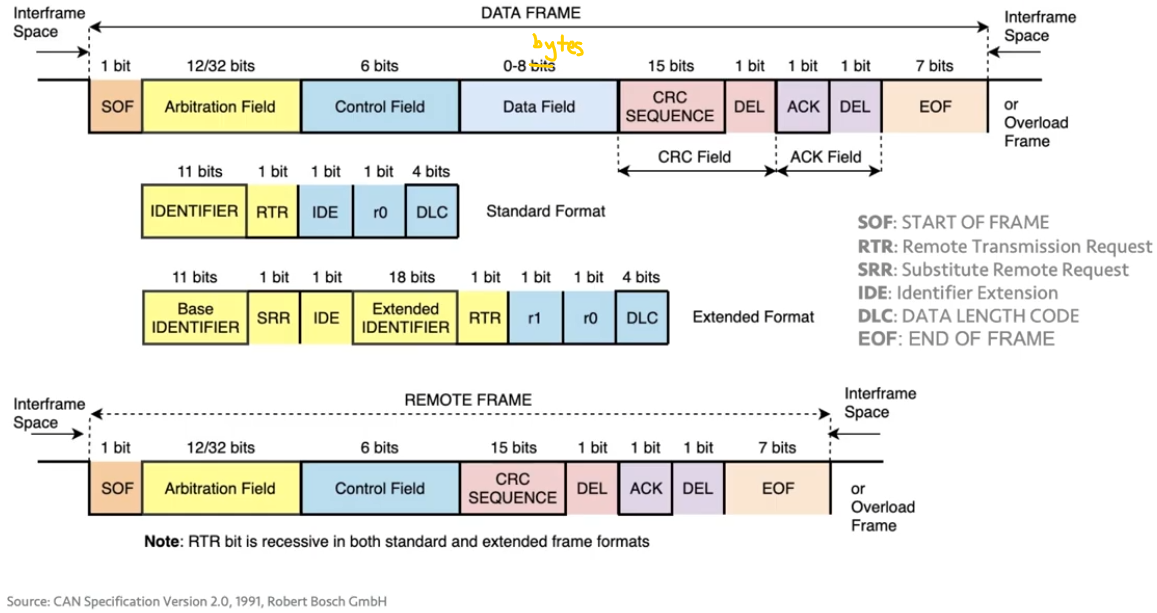 Interframe Space
DATA FRAME
Interframe Space
bytes
1 bit 12/32 bits 6 bits 0-8 bits 15 bits 1 bit 1 bit 1 bit 7 bits
SOF Arbitration Field Control Field Data Field CRC SEQUENCE DEL ACK DEL EOF
or Overload Frame
CRC Field ACK Field
11 bits 1 bit 1 bit 1 bit 4 bits
IDENTIFIER RTR IDE r0 DLC Standard Format
SOF: START OF FRAME
RTR: Remote Transmission Request
SRR: Substitute Remote Request
IDE: Identifier Extension
DLC: DATA LENGTH CODE
EOF: END OF FRAME
11 bits 1 bit 1 bit 18 bits 1 bit 1 bit 1 bit 4 bits
Base IDENTIFIER SRR IDE Extended IDENTIFIER RTR r1 r0 DLC Extended Format
Interframe Space
REMOTE FRAME
Interframe Space
1 bit 12/32 bits 6 bits 15 bits 1 bit 1 bit 1 bit 7 bits
SOF Arbitration Field Control Field CRC SEQUENCE DEL ACK DEL EOF
or Overload Frame
Note: RTR bit is recessive in both standard and extended frame formats
Source: CAN Specification Version 2.0, 1991, Robert Bosch GmbH